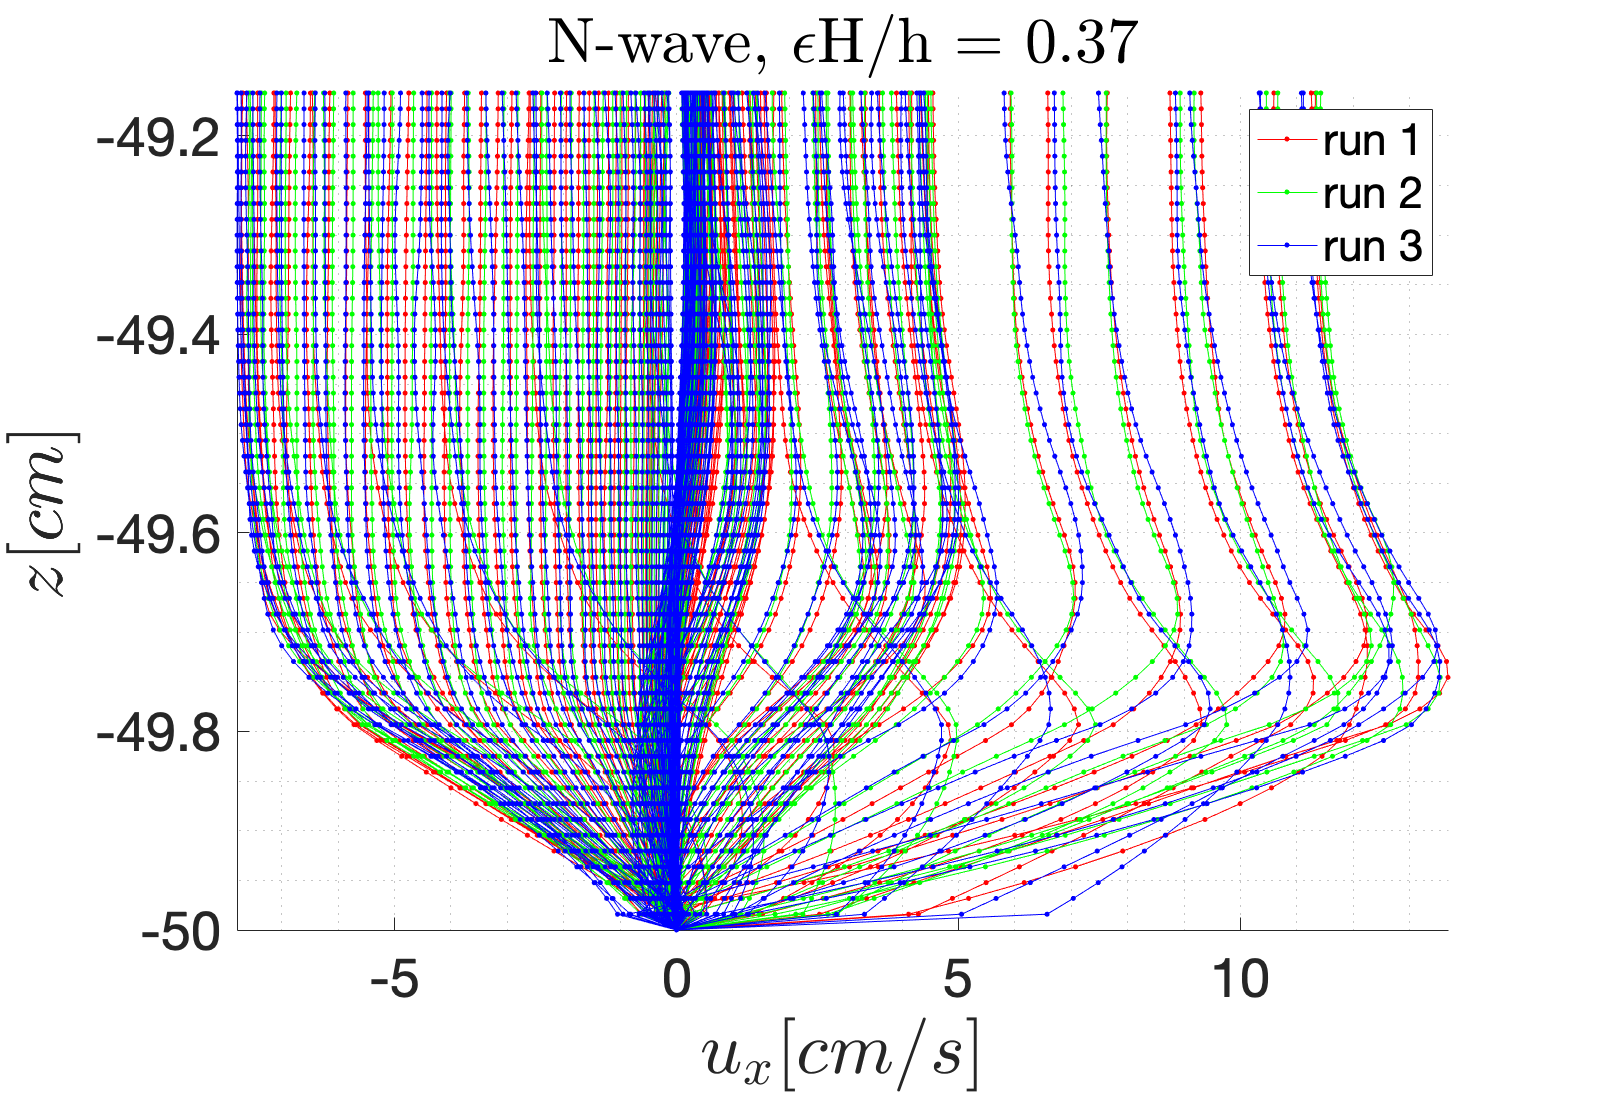 N-wave, ϵH/h = 0.37
-49.2
-49.4
-49.6
-49.8
-50
z[cm]
run 1
run 2
run 3
-5
0
5
10
u_x[cm/s]